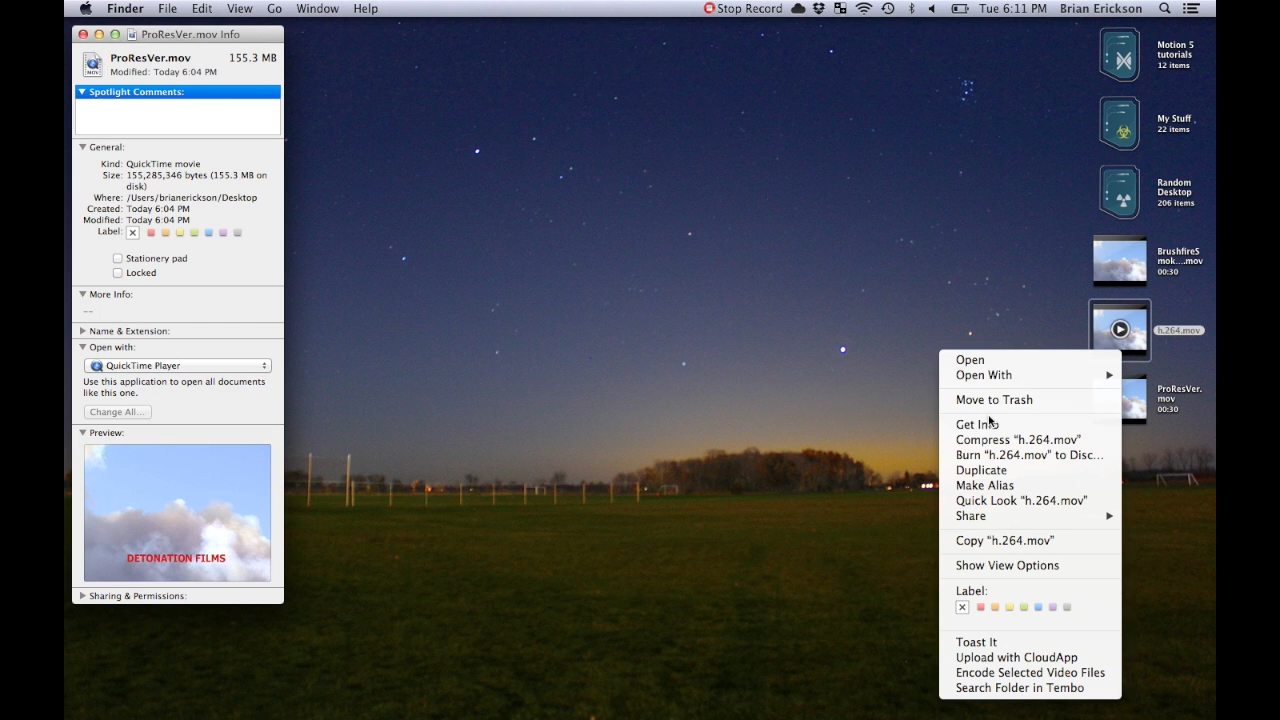 Finder File Edit View Go Window Help Stop Record Tue 6:11 PM Brian Erickson
ProResVer.mov Info
ProResVer.mov 155.3 MB
Modified: Today 6:04 PM
Spotlight Comments:
General:
Kind: QuickTime movie
Size: 155,285,346 bytes (155.3 MB on
disk)
Where: /Users/brianerickson/Desktop
Created: Today 6:04 PM
Modified: Today 6:04 PM
Label:
Stationery pad
Locked
More Info:
--
Name & Extension:
Open with:
QuickTime Player
Use this application to open all documents
like this one.
Change All...
Preview:
DETONATION FILMS
Sharing & Permissions:
Motion 5
tutorials
12 items
My Stuff
22 items
Random
Desktop
206 items
BrushfireS
mok....mov
00:30
h.264.mov
ProResVer.
mov
00:30
Open
Open With
Move to Trash
Get Info
Compress “h.264.mov”
Burn “h.264.mov” to Disc...
Duplicate
Make Alias
Quick Look “h.264.mov”
Share
Copy “h.264.mov”
Show View Options
Label:
Toast It
Upload with CloudApp
Encode Selected Video Files
Search Folder in Tembo